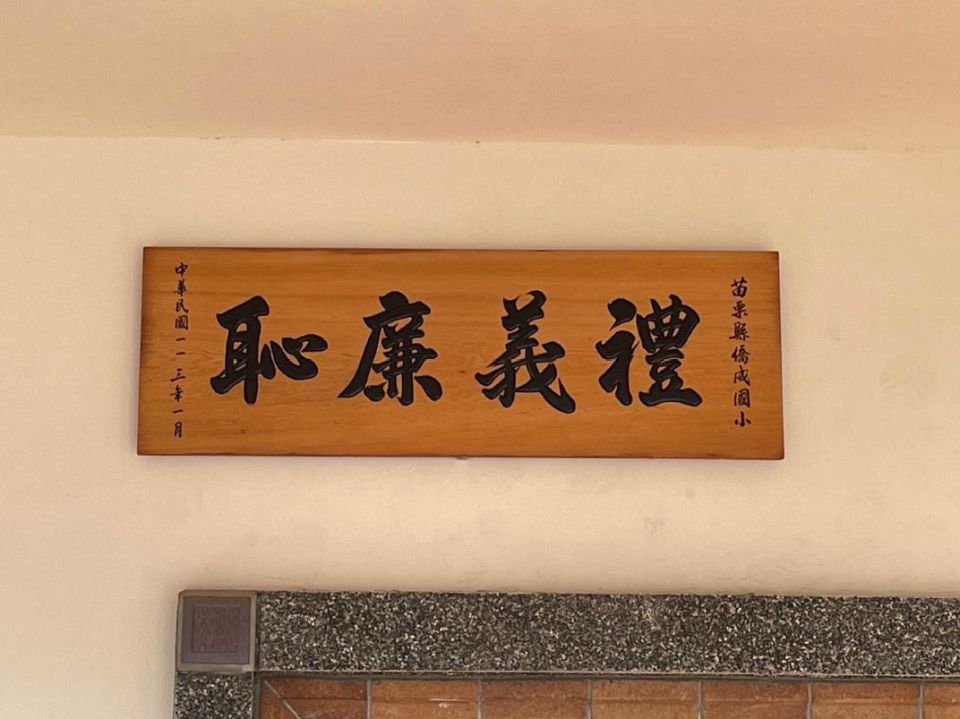 苗栗縣僑成國小
禮義廉恥
中華民國一一三年一月